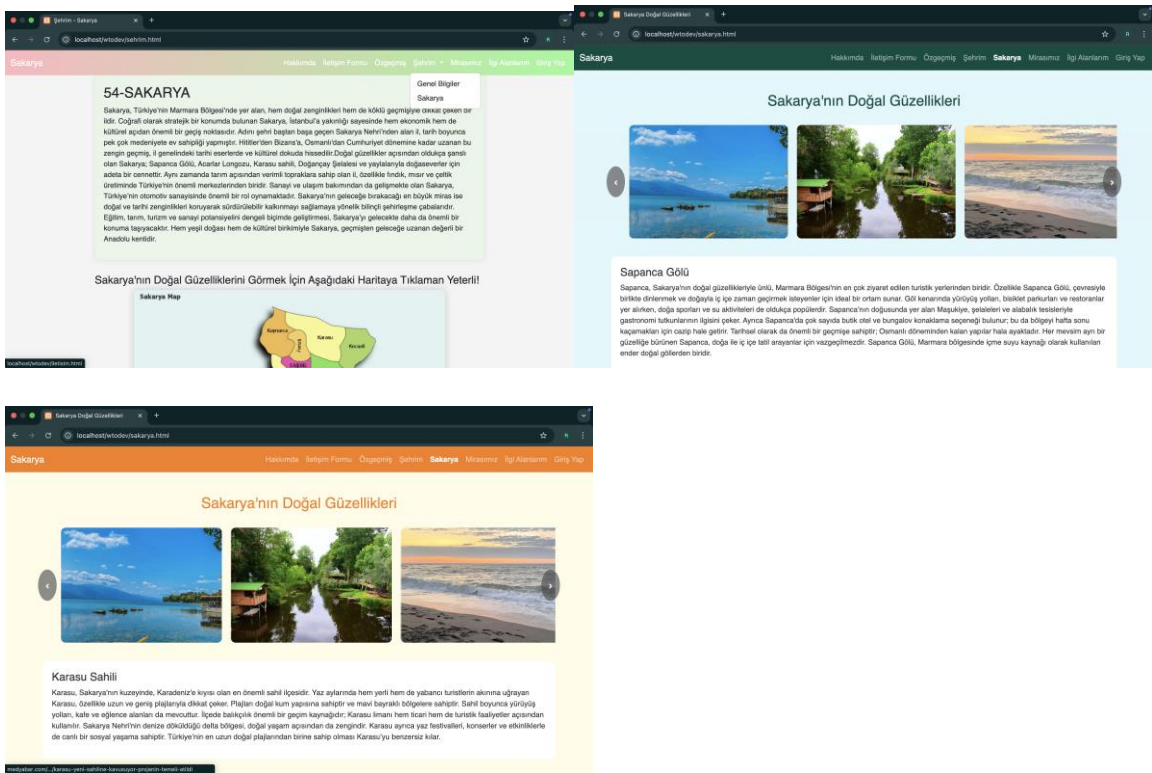 Şehrim - Sakarya
localhost/wtodev/sehrim.html
Sakarya
Hakkımda İletişim Formu Özgeçmiş Şehrim Mirasımız İlgi Alanlarım Giriş Yap
Genel Bilgiler
Sakarya
54-SAKARYA
Sakarya, Türkiye'nin Marmara Bölgesi'nde yer alan, hem doğal zenginlikleri hem de köklü geçmişiyle dikkat çeken bir
ildir. Coğrafi olarak stratejik bir konumda bulunan Sakarya, İstanbul'a yakınlığı sayesinde hem ekonomik hem de
kültürel açıdan önemli bir geçiş noktasıdır. Adını şehri baştan başa geçen Sakarya Nehri'nden alan il, tarih boyunca
pek çok medeniyete ev sahipliği yapmıştır. Hititler'den Bizans'a, Osmanlı'dan Cumhuriyet dönemine kadar uzanan bu
zengin geçmiş, il genelindeki tarihi eserlerde ve kültürel dokuda hissedilir.Doğal güzellikler açısından oldukça şanslı
olan Sakarya; Sapanca Gölü, Acarlar Longozu, Karasu sahili, Doğançay Şelalesi ve yaylalarıyla doğaseverler için
adeta bir cennettir. Aynı zamanda tarım açısından verimli topraklara sahip olan il, özellikle fındık, mısır ve çeltik
üretiminde Türkiye'nin önemli merkezlerinden biridir. Sanayi ve ulaşım bakımından da gelişmekte olan Sakarya,
Türkiye'nin otomotiv sanayisinde önemli bir rol oynamaktadır. Sakarya'nın geleceğe bırakacağı en büyük miras ise
doğal ve tarihi zenginlikleri koruyarak sürdürülebilir kalkınmayı sağlamaya yönelik bilinçli şehirleşme çabalarıdır.
Eğitim, tarım, turizm ve sanayi potansiyelini dengeli biçimde geliştirmesi, Sakarya'yı gelecekte daha da önemli bir
konuma taşıyacaktır. Hem yeşil doğası hem de kültürel birikimiyle Sakarya, geçmişten geleceğe uzanan değerli bir
Anadolu kentidir.
Sakarya'nın Doğal Güzelliklerini Görmek İçin Aşağıdaki Haritaya Tıklaman Yeterli!
Sakarya Map
Kaynarca
Karasu
Kocaali
Ferizli
Söğütlü
localhost/wtodev/iletisim.html
Sakarya Doğal Güzellikleri
localhost/wtodev/sakarya.html
Sakarya
Hakkımda İletişim Formu Özgeçmiş Şehrim Sakarya Mirasımız İlgi Alanlarım Giriş Yap
Sakarya'nın Doğal Güzellikleri
Sapanca Gölü
Sapanca, Sakarya'nın doğal güzellikleriyle ünlü, Marmara Bölgesi'nin en çok ziyaret edilen turistik yerlerinden biridir. Özellikle Sapanca Gölü, çevresiyle
birlikte dinlenmek ve doğayla iç içe zaman geçirmek isteyenler için ideal bir ortam sunar. Göl kenarında yürüyüş yolları, bisiklet parkurları ve restoranlar
yer alırken, doğa sporları ve su aktiviteleri de oldukça popülerdir. Sapanca'nın doğusunda yer alan Maşukiye, şelaleleri ve alabalık tesisleriyle
gastronomi tutkunlarının ilgisini çeker. Ayrıca Sapanca'da çok sayıda butik otel ve bungalov konaklama seçeneği bulunur; bu da bölgeyi hafta sonu
kaçamakları için cazip hale getirir. Tarihsel olarak da önemli bir geçmişe sahiptir; Osmanlı döneminden kalan yapılar hala ayaktadır. Her mevsim ayrı bir
güzelliğe bürünen Sapanca, doğa ile iç içe tatil arayanlar için vazgeçilmezdir. Sapanca Gölü, Marmara bölgesinde içme suyu kaynağı olarak kullanılan
ender doğal göllerden biridir.
Sakarya Doğal Güzellikleri
localhost/wtodev/sakarya.html
Sakarya
Hakkımda İletişim Formu Özgeçmiş Şehrim Sakarya Mirasımız İlgi Alanlarım Giriş Yap
Sakarya'nın Doğal Güzellikleri
Karasu Sahili
Karasu, Sakarya'nın kuzeyinde, Karadeniz'e kıyısı olan en önemli sahil ilçesidir. Yaz aylarında hem yerli hem de yabancı turistlerin akınına uğrayan
Karasu, özellikle uzun ve geniş plajlarıyla dikkat çeker. Plajları doğal kum yapısına sahiptir ve mavi bayraklı bölgelere sahiptir. Sahil boyunca yürüyüş
yolları, kafe ve eğlence alanları da mevcuttur. İlçede balıkçılık önemli bir geçim kaynağıdır; Karasu limanı hem ticari hem de turistik faaliyetler açısından
kullanılır. Sakarya Nehri'nin denize döküldüğü delta bölgesi, doğal yaşam açısından da zengindir. Karasu ayrıca yaz festivalleri, konserler ve etkinliklerle
de canlı bir sosyal yaşama sahiptir. Türkiye'nin en uzun doğal plajlarından birine sahip olması Karasu'yu benzersiz kılar.
medyabar.com/../karasu-yeni-sahiline-kavusuyor-projenin-temeli-atildi